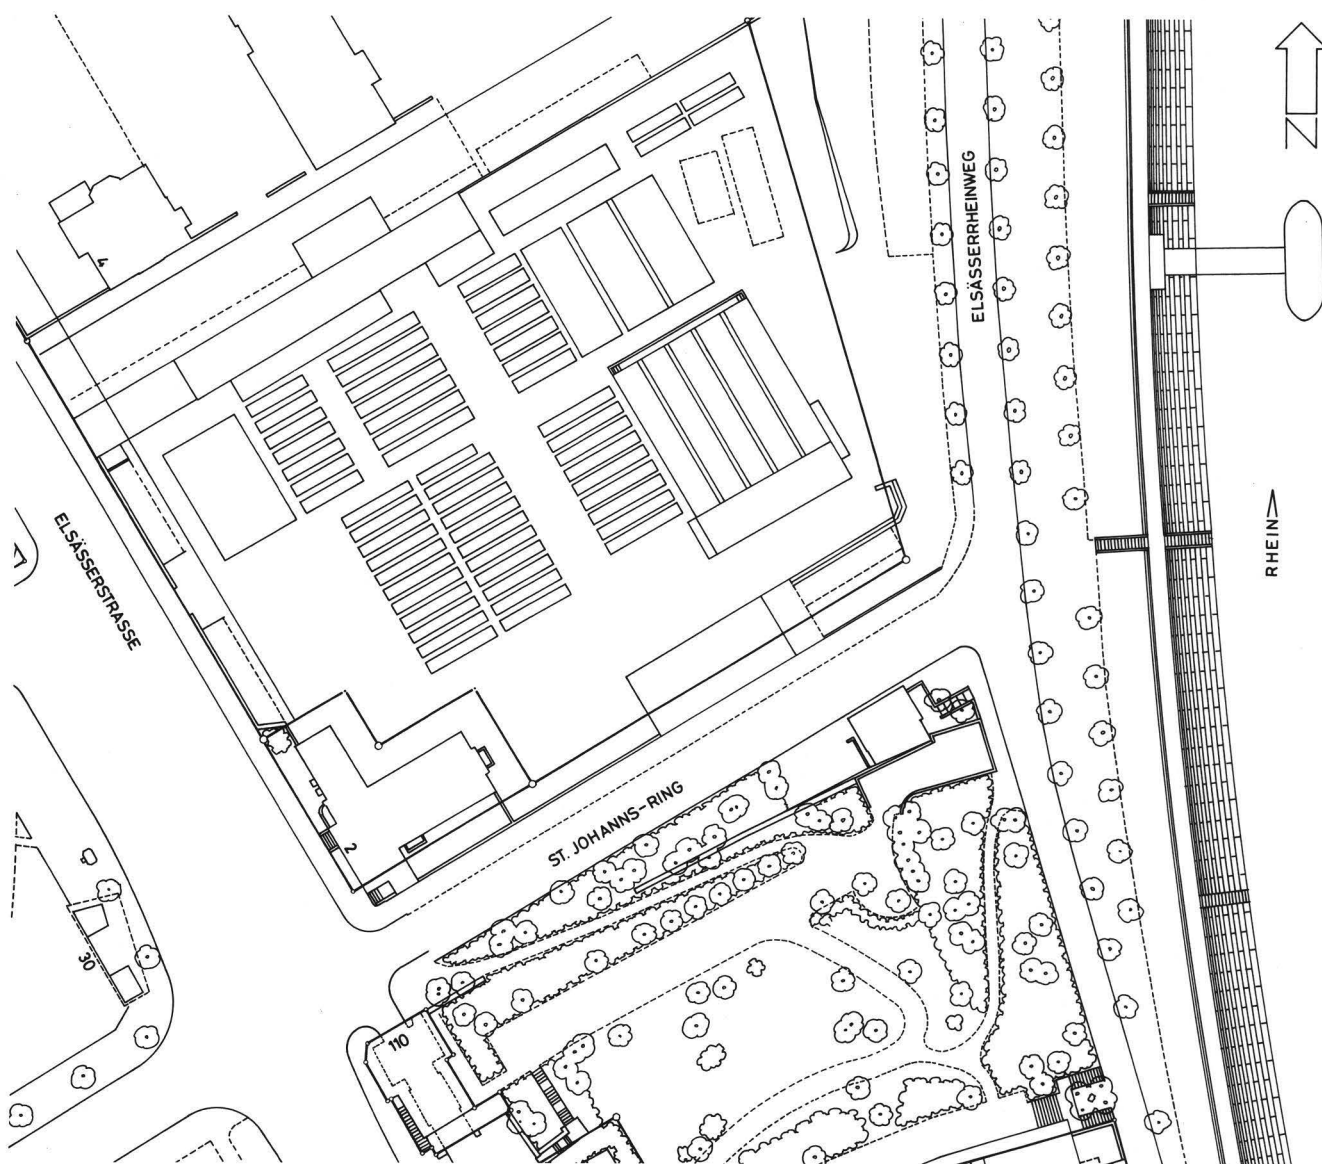 N
4
ELSÄSSERRHEINWEG
ELSÄSSERSTRASSE
RHEIN
ST. JOHANNS-RING
2
30
110